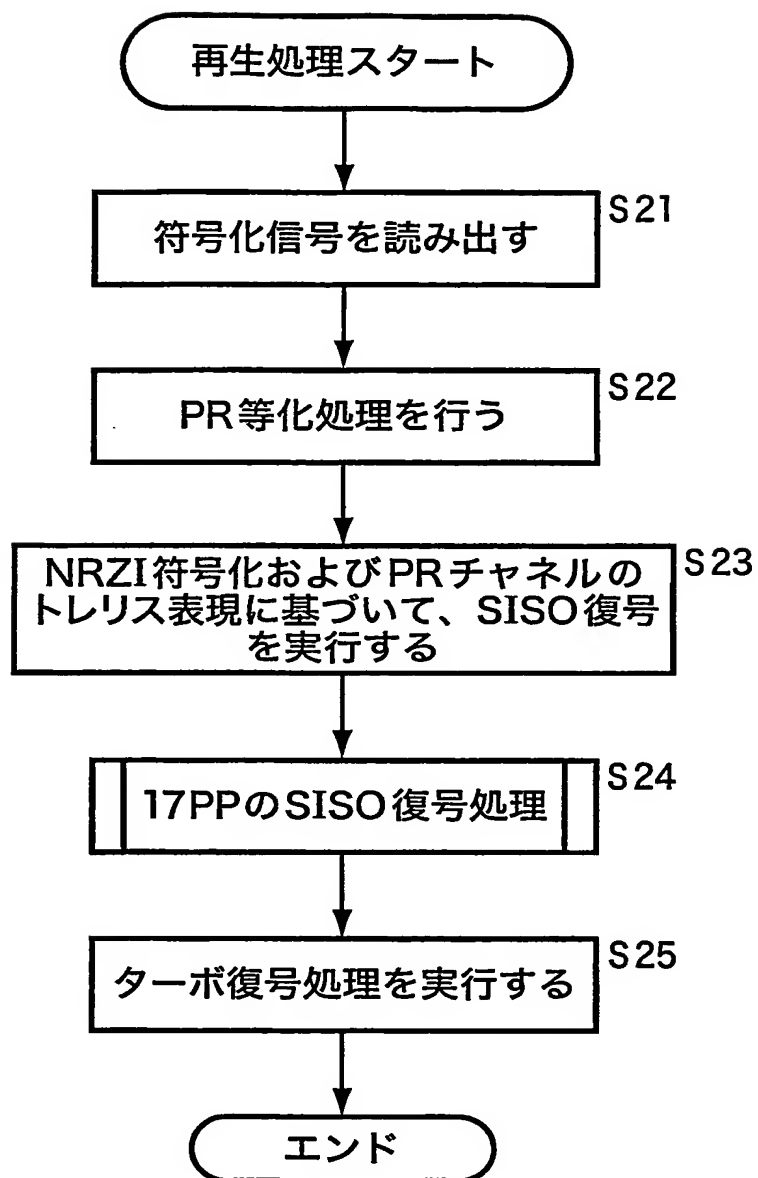 再生処理スタート
S21
符号化信号を読み出す
S22
PR等化処理を行う
S23
NRZI符号化およびPRチャネルの
トレリス表現に基づいて、SISO復号
を実行する
S24
17PPのSISO復号処理
S25
ターボ復号処理を実行する
エンド